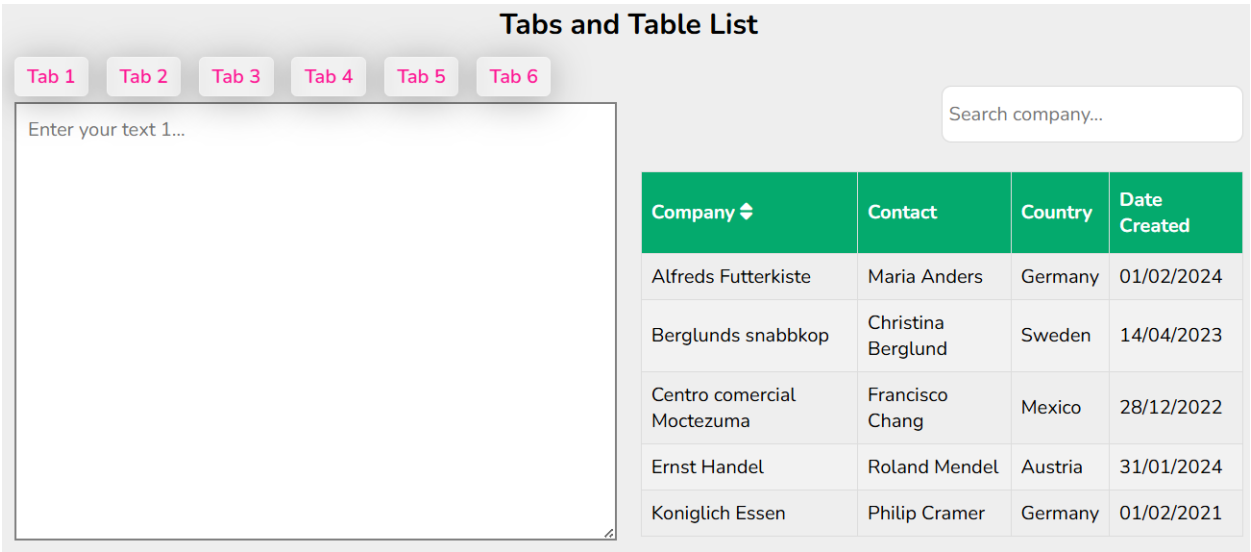 Tabs and Table List
Tab 1 Tab 2 Tab 3 Tab 4 Tab 5 Tab 6
Enter your text 1...
Search company...
Company Contact Country Date Created
Alfreds Futterkiste Maria Anders Germany 01/02/2024
Berglunds snabbkop Christina Berglund Sweden 14/04/2023
Centro comercial Moctezuma Francisco Chang Mexico 28/12/2022
Ernst Handel Roland Mendel Austria 31/01/2024
Koniglich Essen Philip Cramer Germany 01/02/2021